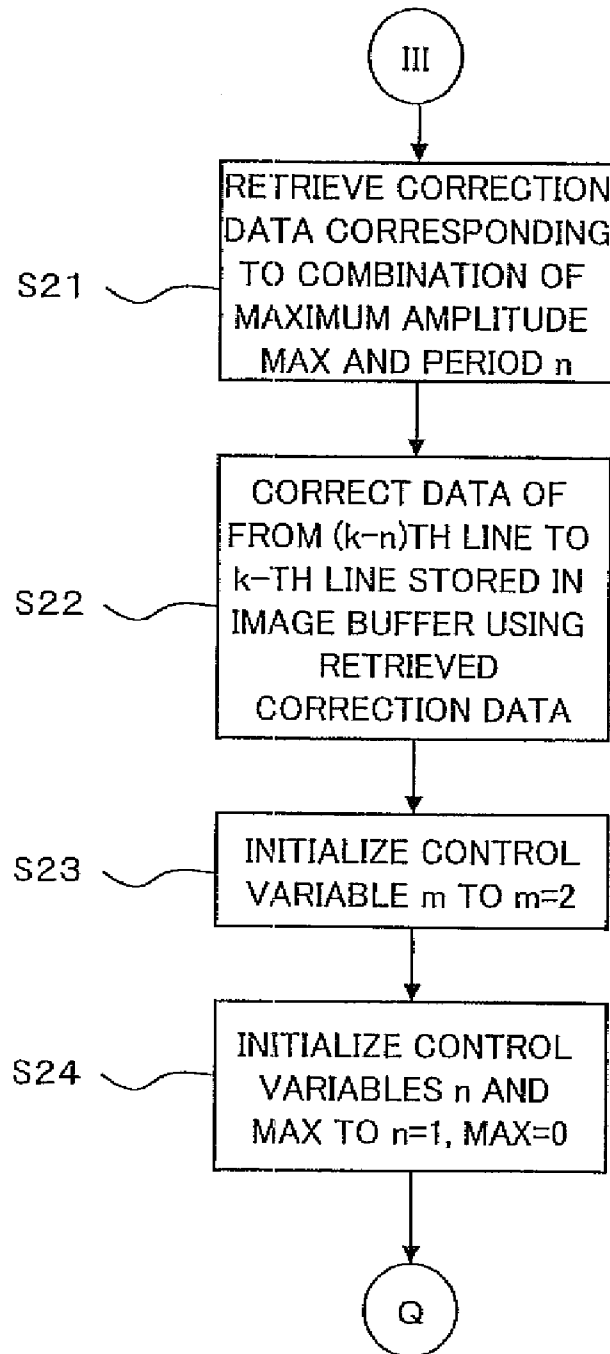 III
RETRIEVE CORRECTION
DATA CORRESPONDING
TO COMBINATION OF
MAXIMUM AMPLITUDE
MAX AND PERIOD n
S21
CORRECT DATA OF
FROM (k-n)TH LINE TO
k-TH LINE STORED IN
IMAGE BUFFER USING
RETRIEVED
CORRECTION DATA
S22
INITIALIZE CONTROL
VARIABLE m TO m=2
S23
INITIALIZE CONTROL
VARIABLES n AND
MAX TO n=1, MAX=0
S24
Q